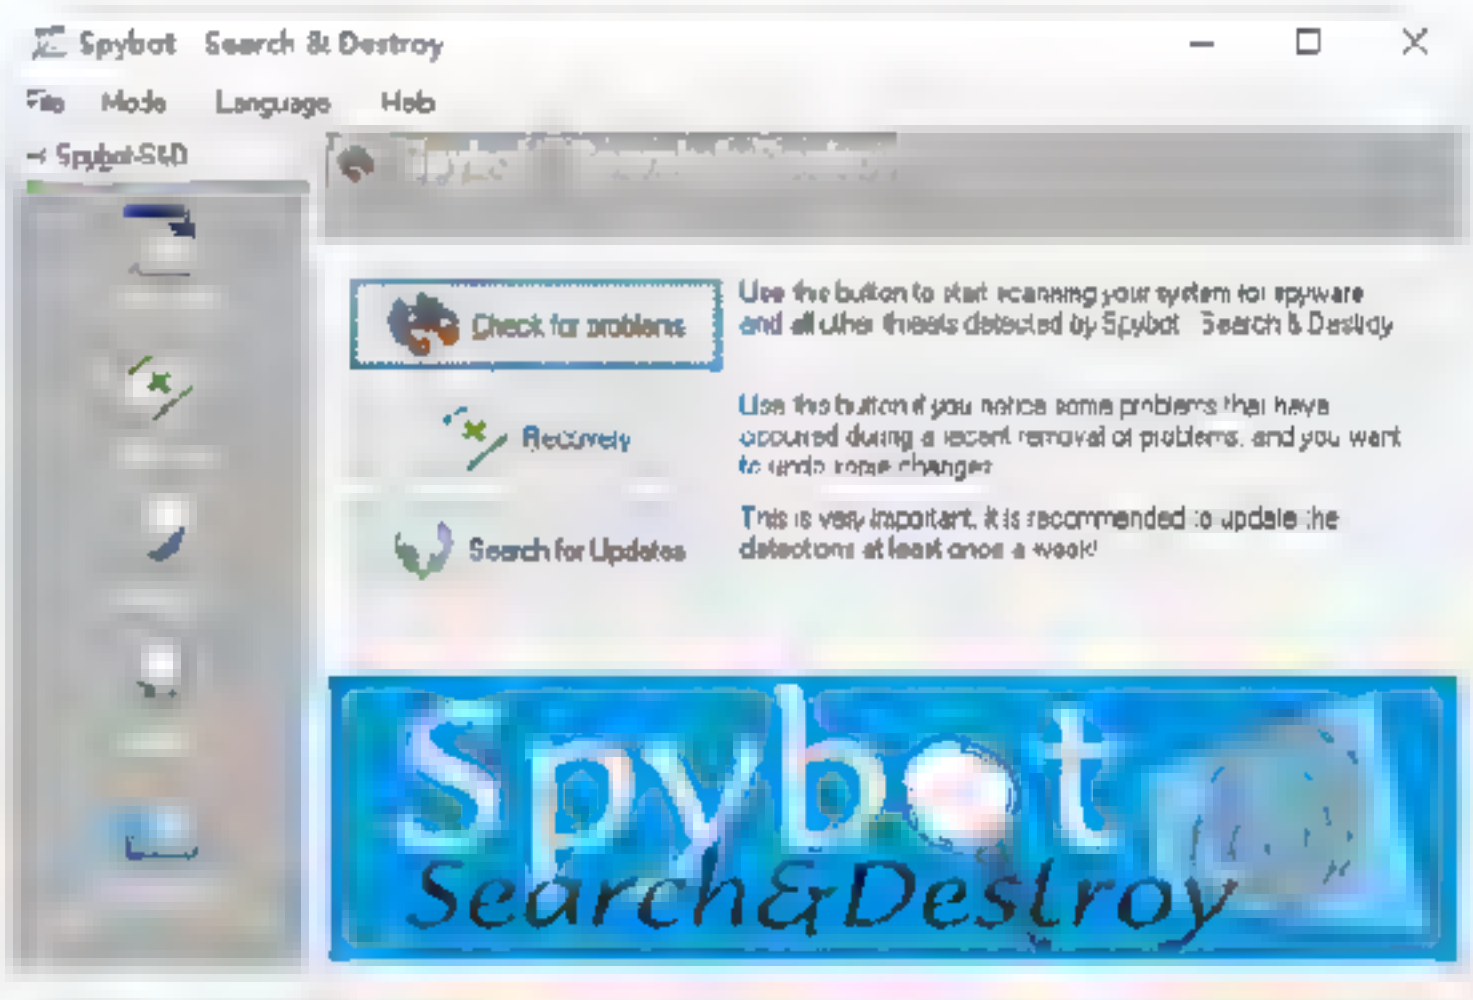 Spybot Search & Destroy
File Mode Language Help
Spybot-S&D
Check for problems
Use this button to start scanning your system for spyware
and all other threats detected by Spybot Search & Destroy
Recovery
Use this button if you notice some problems that have
occurred during a recent removal of problems, and you want
to undo some changes
Search for Updates
This is very important, it is recommended to update the
detections at least once a week!
Spybot
Search&Destroy